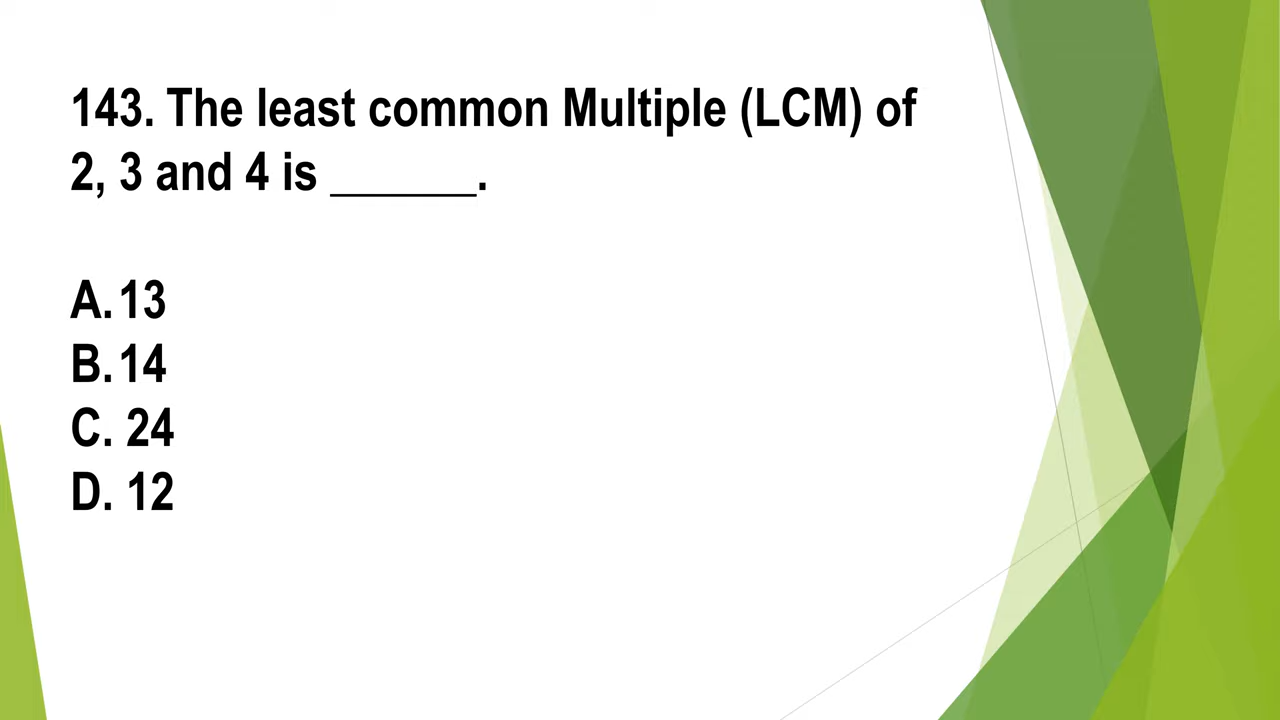 143. The least common Multiple (LCM) of
2, 3 and 4 is ______.
A. 13
B. 14
C. 24
D. 12